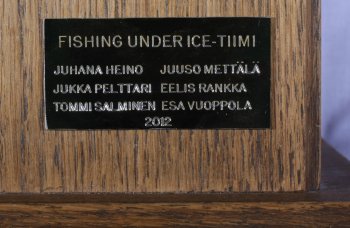 FISHING UNDER ICE-TIIMI
JUHANA HEINO JUUSO METTÄLÄ
JUKKA PELTTARI EELIS RANKKA
TOMMI SALMINEN ESA VUOPPOLA
2012